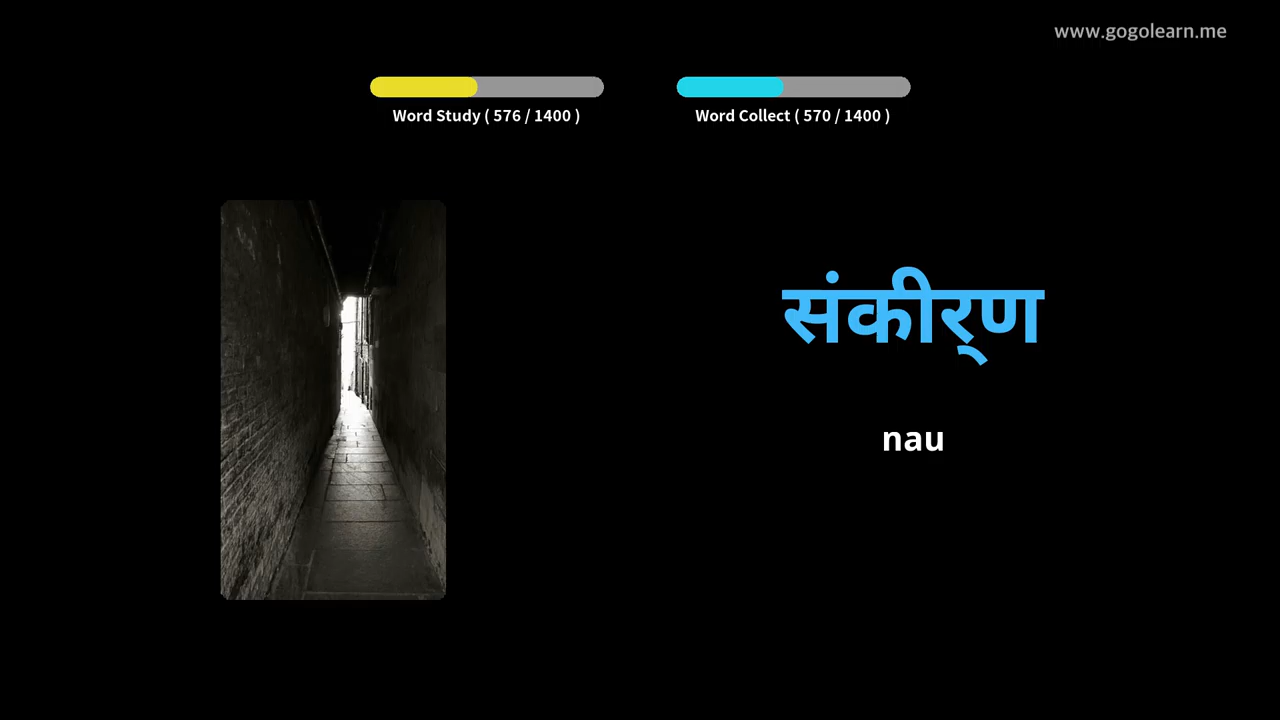 www.gogolearn.me
Word Study ( 576 / 1400 )
Word Collect ( 570 / 1400 )
संकीर्‌ण
nau